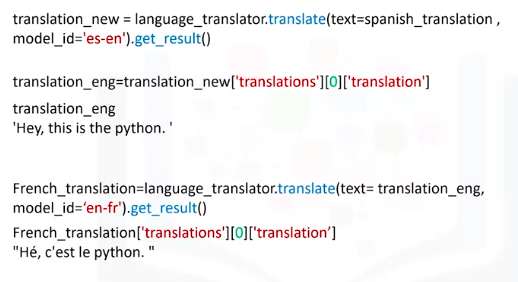 translation_new = language_translator.translate(text=spanish_translation ,
model_id='es-en').get_result()
translation_eng=translation_new['translations'][0]['translation']
translation_eng
'Hey, this is the python. '
French_translation=language_translator.translate(text= translation_eng,
model_id=‘en-fr').get_result()
French_translation['translations'][0]['translation’]
"Hé, c'est le python. "